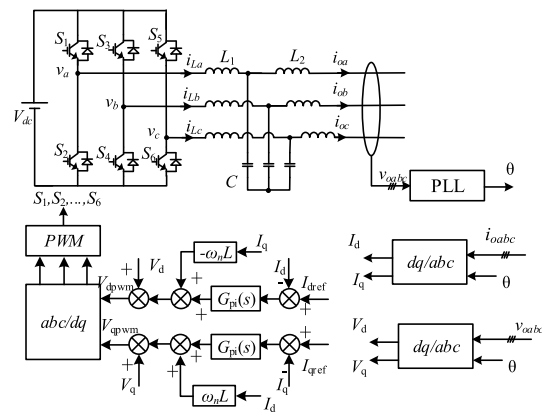 S1 S3 S5
va iLa L1 L2 ioa
vb iLb iob
Vdc vc iLc ioc
S2 S4 S6
C
voabc PLL θ
S1,S2,...,S6
PWM
-ωnL Iq
Vd Id
+ + - Idref
Vdpwm + + Gpi(s) +
abc/dq
Vqpwm + + Gpi(s) +
+ + - Iqref
Vq Iq
ωnL Id
Id dq/abc ioabc
Iq θ
Vd dq/abc voabc
Vq θ